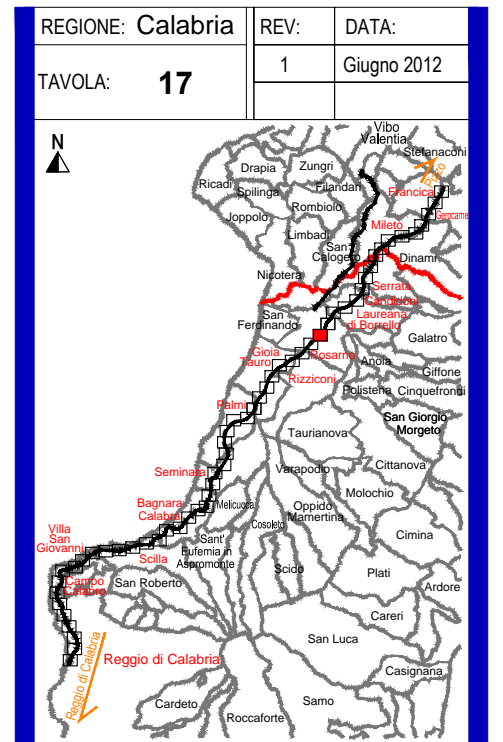 REGIONE: Calabria
REV:
DATA:
TAVOLA: 17
1
Giugno 2012
N
Vibo
Valentia
Stefanaconi
Pizzo
Drapia
Zungri
Ricadi
Spilinga
Filandari
Francica
Joppolo
Rombiolo
Gerocarne
Mileto
Limbadi
San
Calogero
Dinami
Nicotera
Serrata
Candidoni
San
Ferdinando
Laureana
di Borrello
Galatro
Gioia
Tauro
Rosarno
Anoia
Giffone
Rizziconi
Polistena
Cinquefrondi
Palmi
San Giorgio
Morgeto
Taurianova
Seminara
Varapodio
Cittanova
Molochio
Bagnara
Calabra
Melicucca
Oppido
Mamertina
Cosoleto
Villa
San
Giovanni
Sant'
Eufemia in
Aspromonte
Cimina
Scilla
Scido
Plati
Campo
Calabro
San Roberto
Ardore
Careri
San Luca
Reggio di Calabria
Reggio di Calabria
Casignana
Cardeto
Samo
Roccaforte